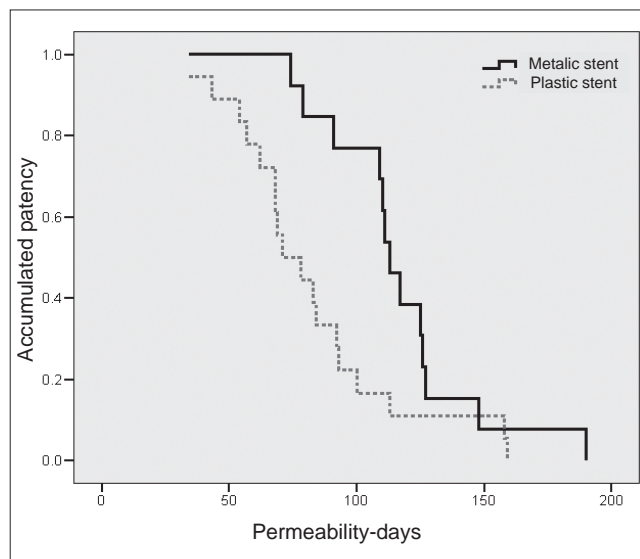 1.0
0.8
0.6
0.4
0.2
0.0
Accumulated patency
Metalic stent
Plastic stent
0 50 100 150 200
Permeability-days